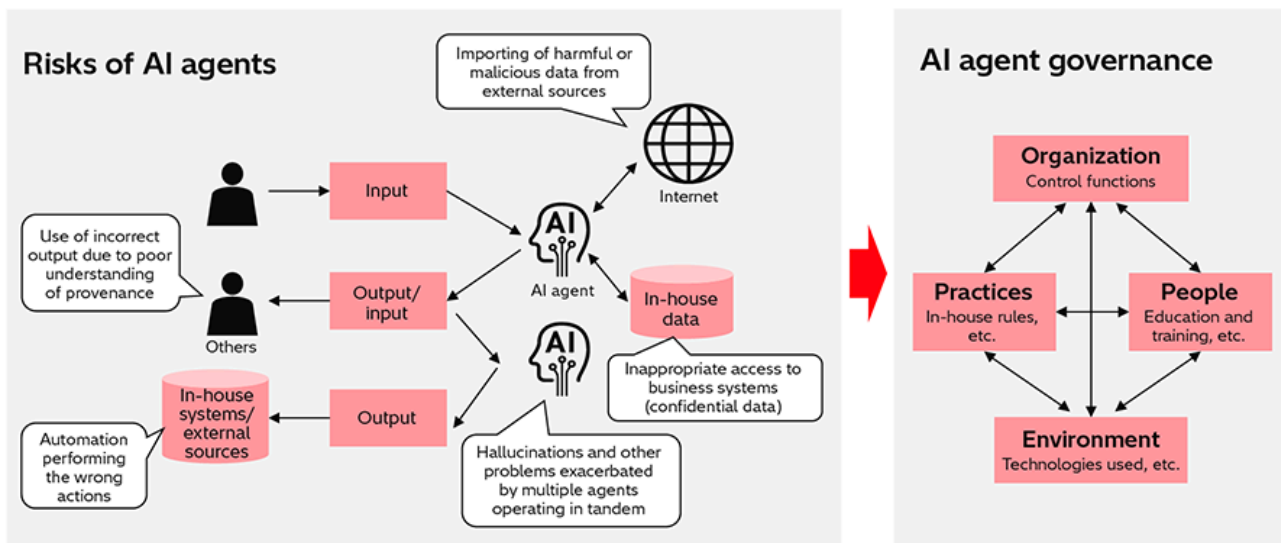 Risks of AI agents
Importing of harmful or
malicious data from
external sources
Internet
Input
Use of incorrect
output due to poor
understanding
of provenance
Others
Output/
input
AI
AI agent
In-house
data
AI
Inappropriate access to
business systems
(confidential data)
In-house
systems/
external
sources
Output
Automation
performing
the wrong
actions
Hallucinations and other
problems exacerbated
by multiple agents
operating in tandem
AI agent governance
Organization
Control functions
Practices
In-house rules,
etc.
People
Education and
training, etc.
Environment
Technologies used, etc.